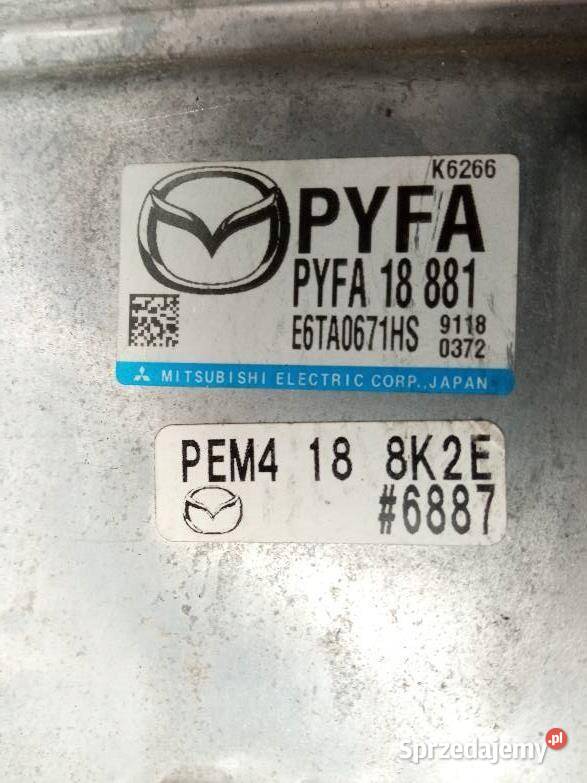 K6266
PYFA
PYFA 18 881
E6TA0671HS 9118
0372
MITSUBISHI ELECTRIC CORP., JAPAN
PEM4 18 8K2E
#6887
Sprzedajemy.pl